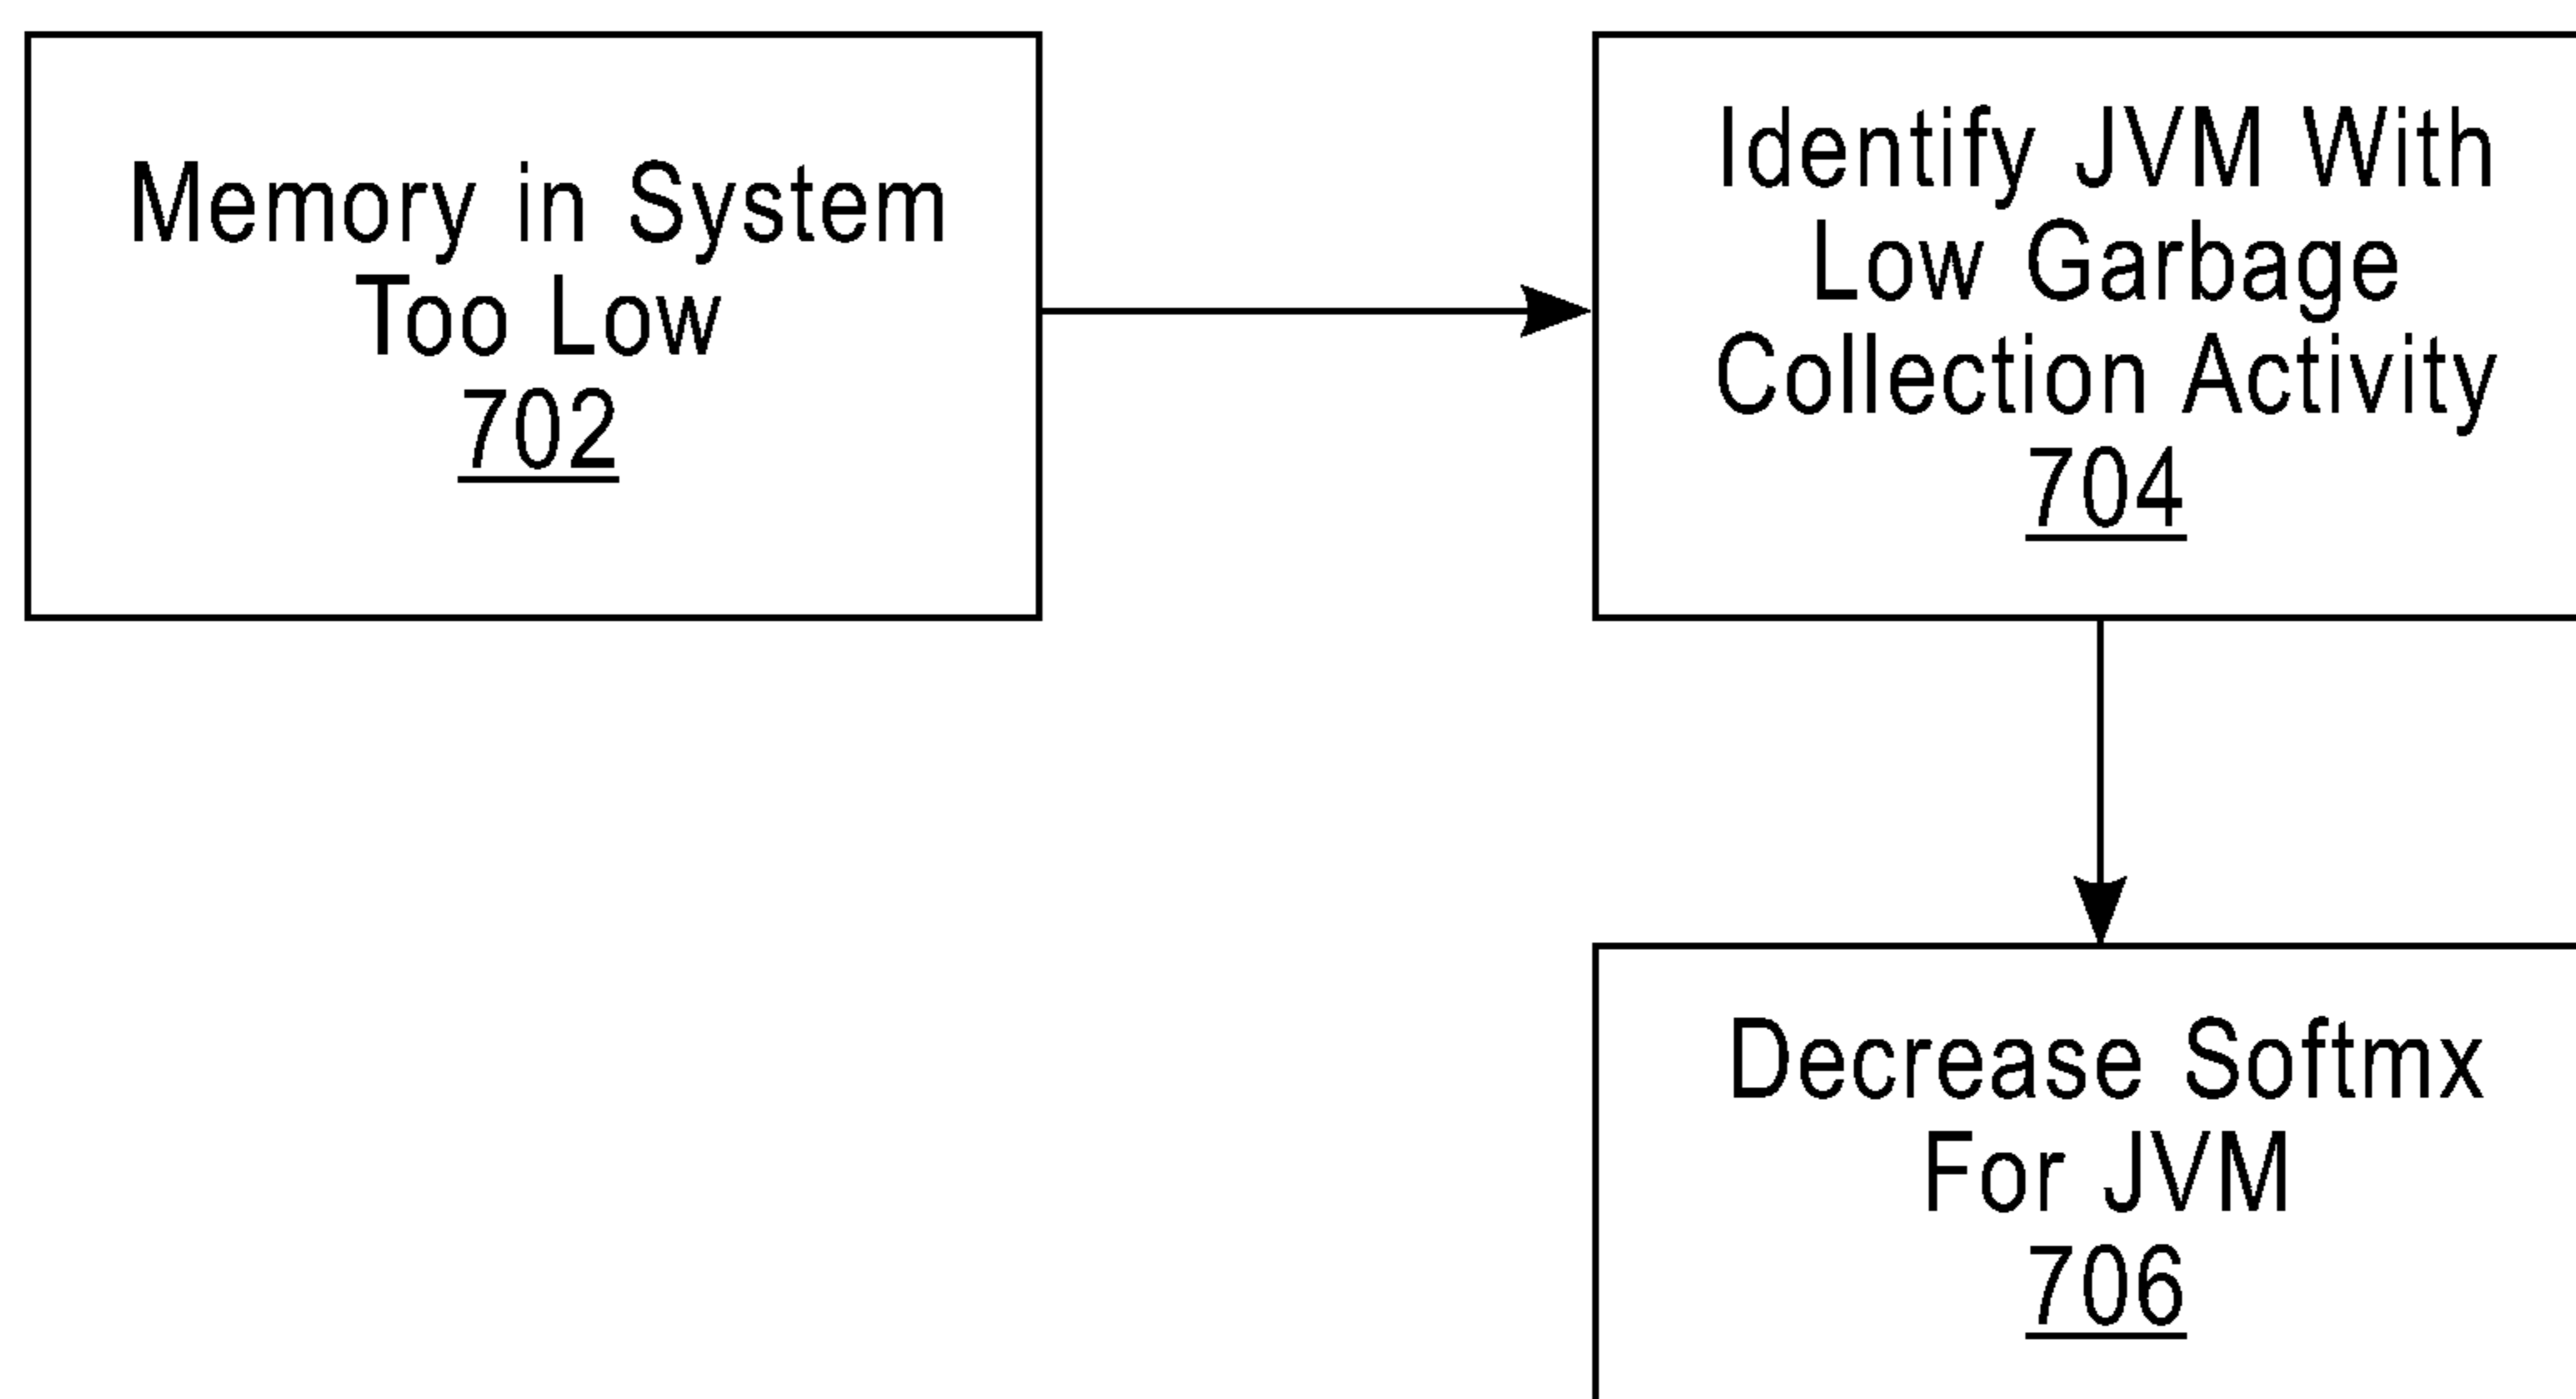 Memory in System
Too Low
702
Identify JVM With
Low Garbage
Collection Activity
704
Decrease Softmx
For JVM
706